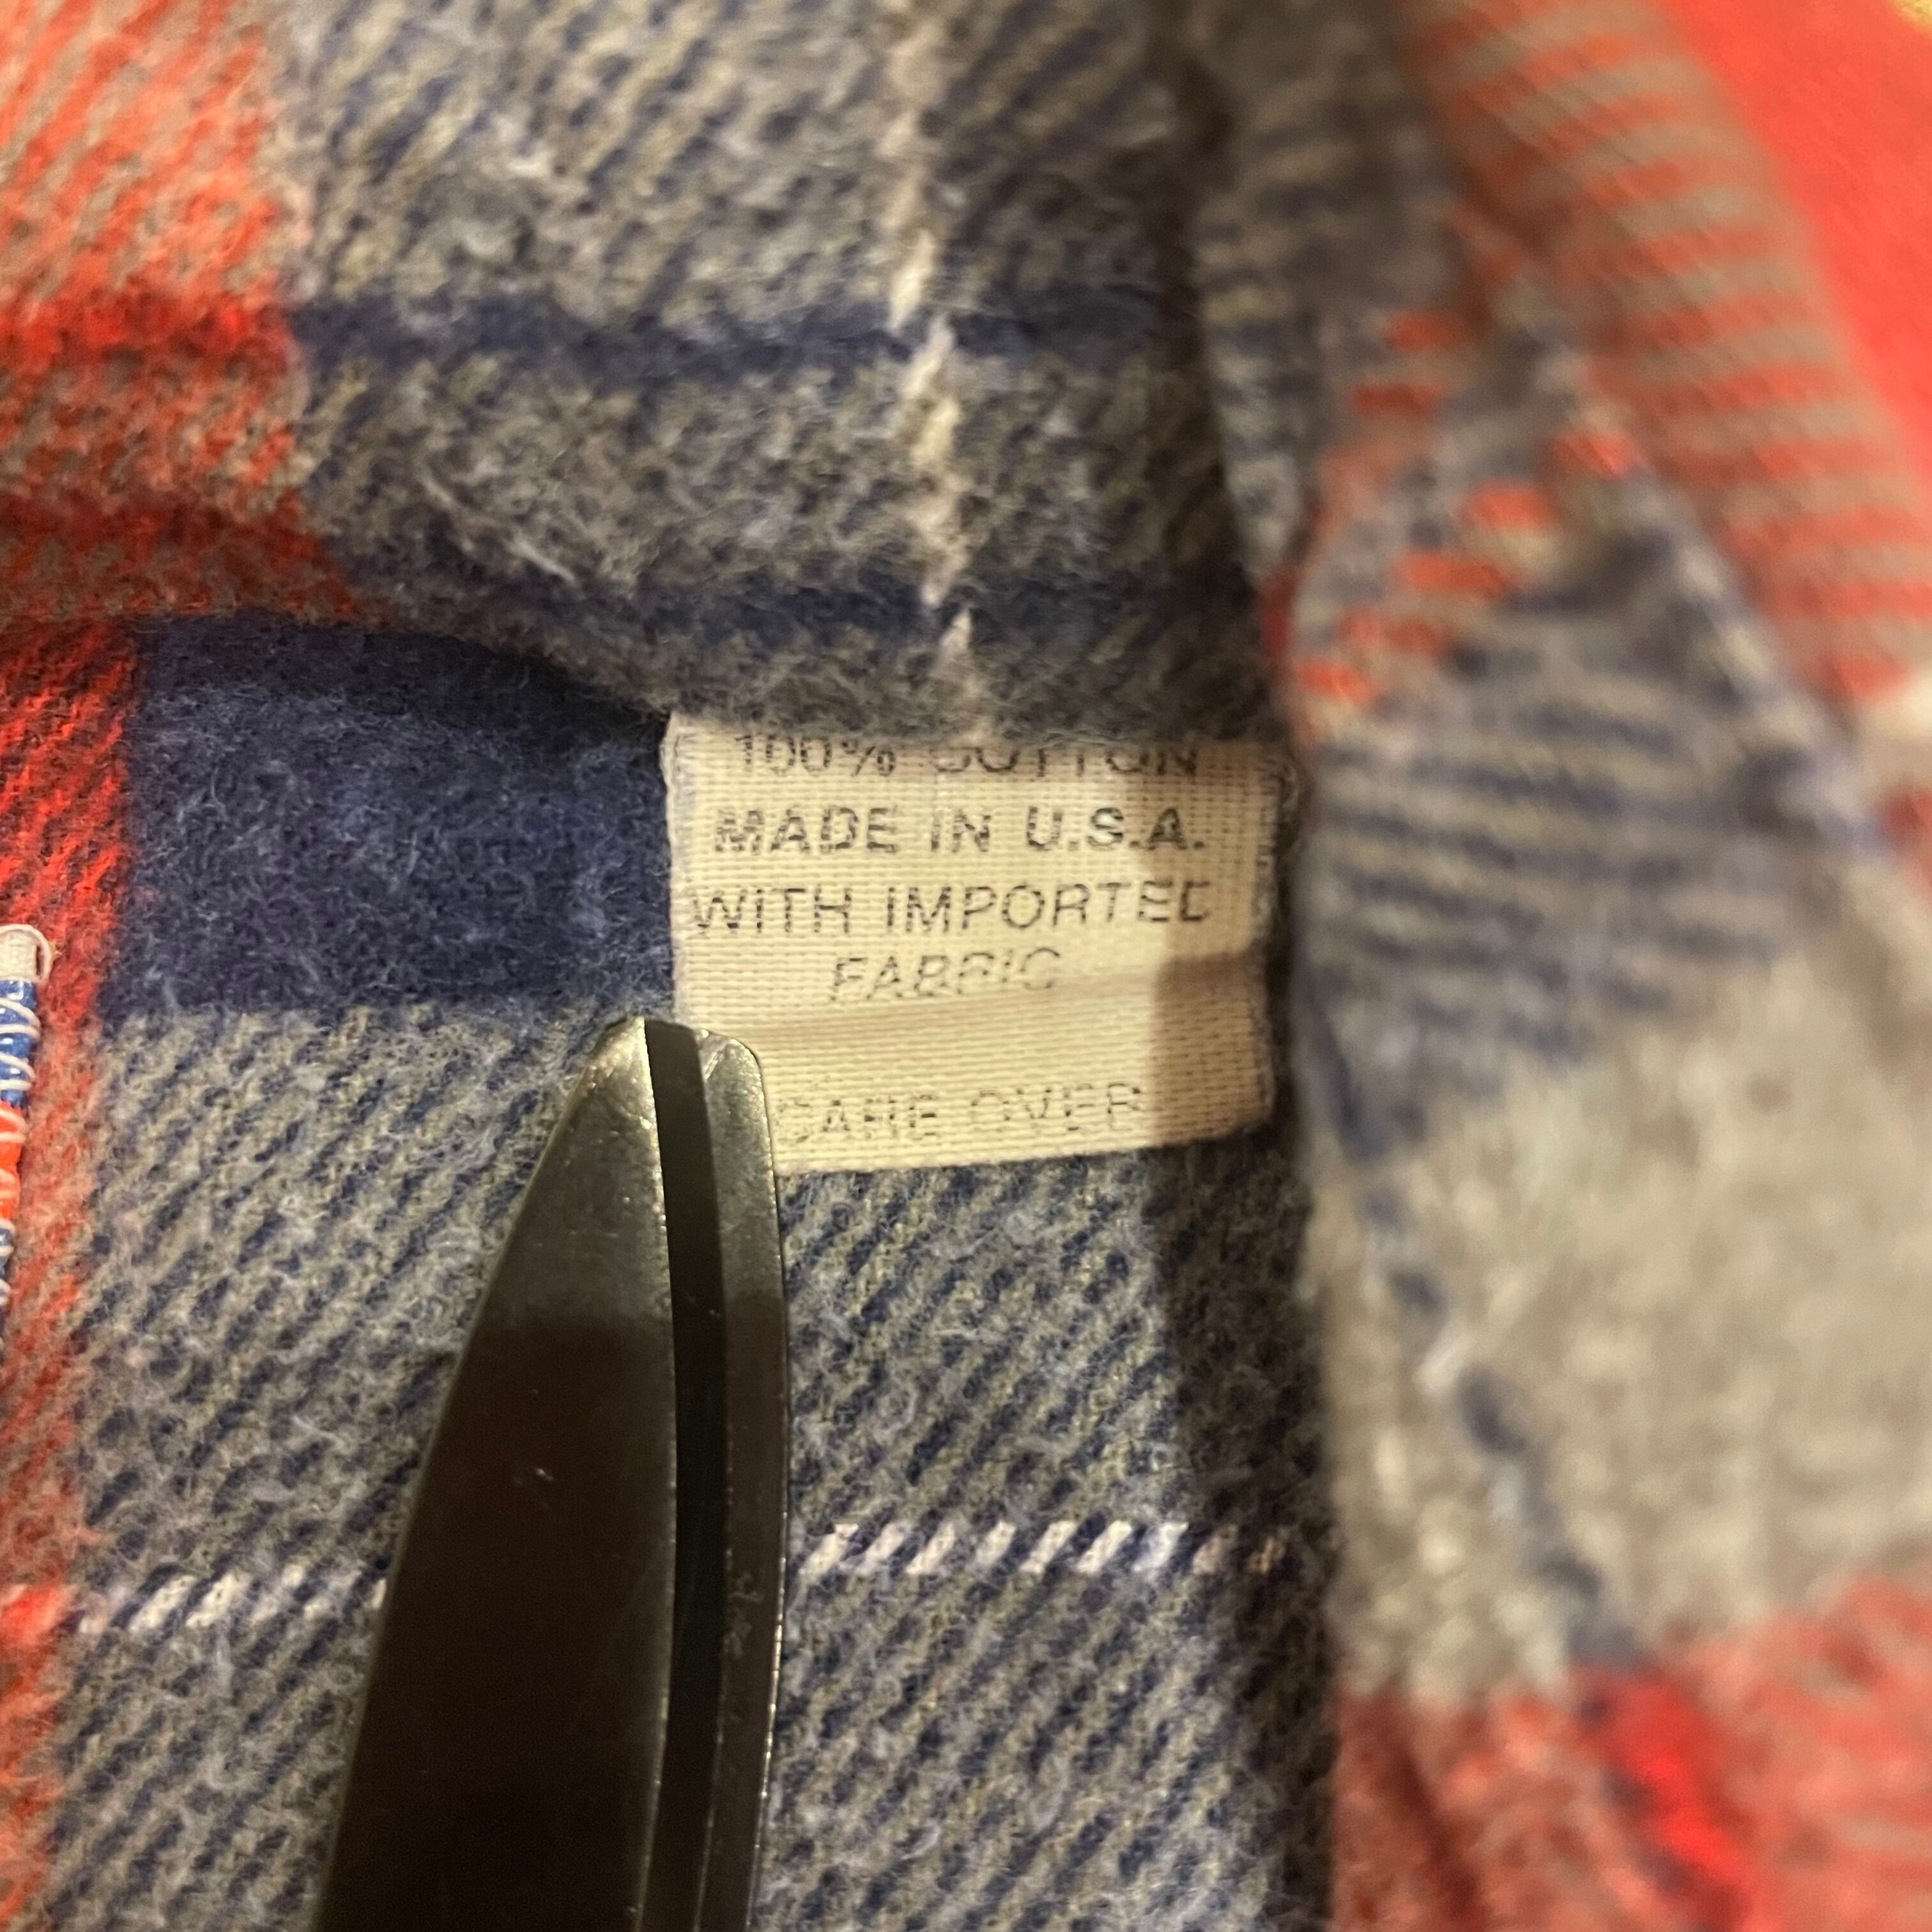 100% COTTON
MADE IN U.S.A.
WITH IMPORTED
FABRIC
CARE OVER